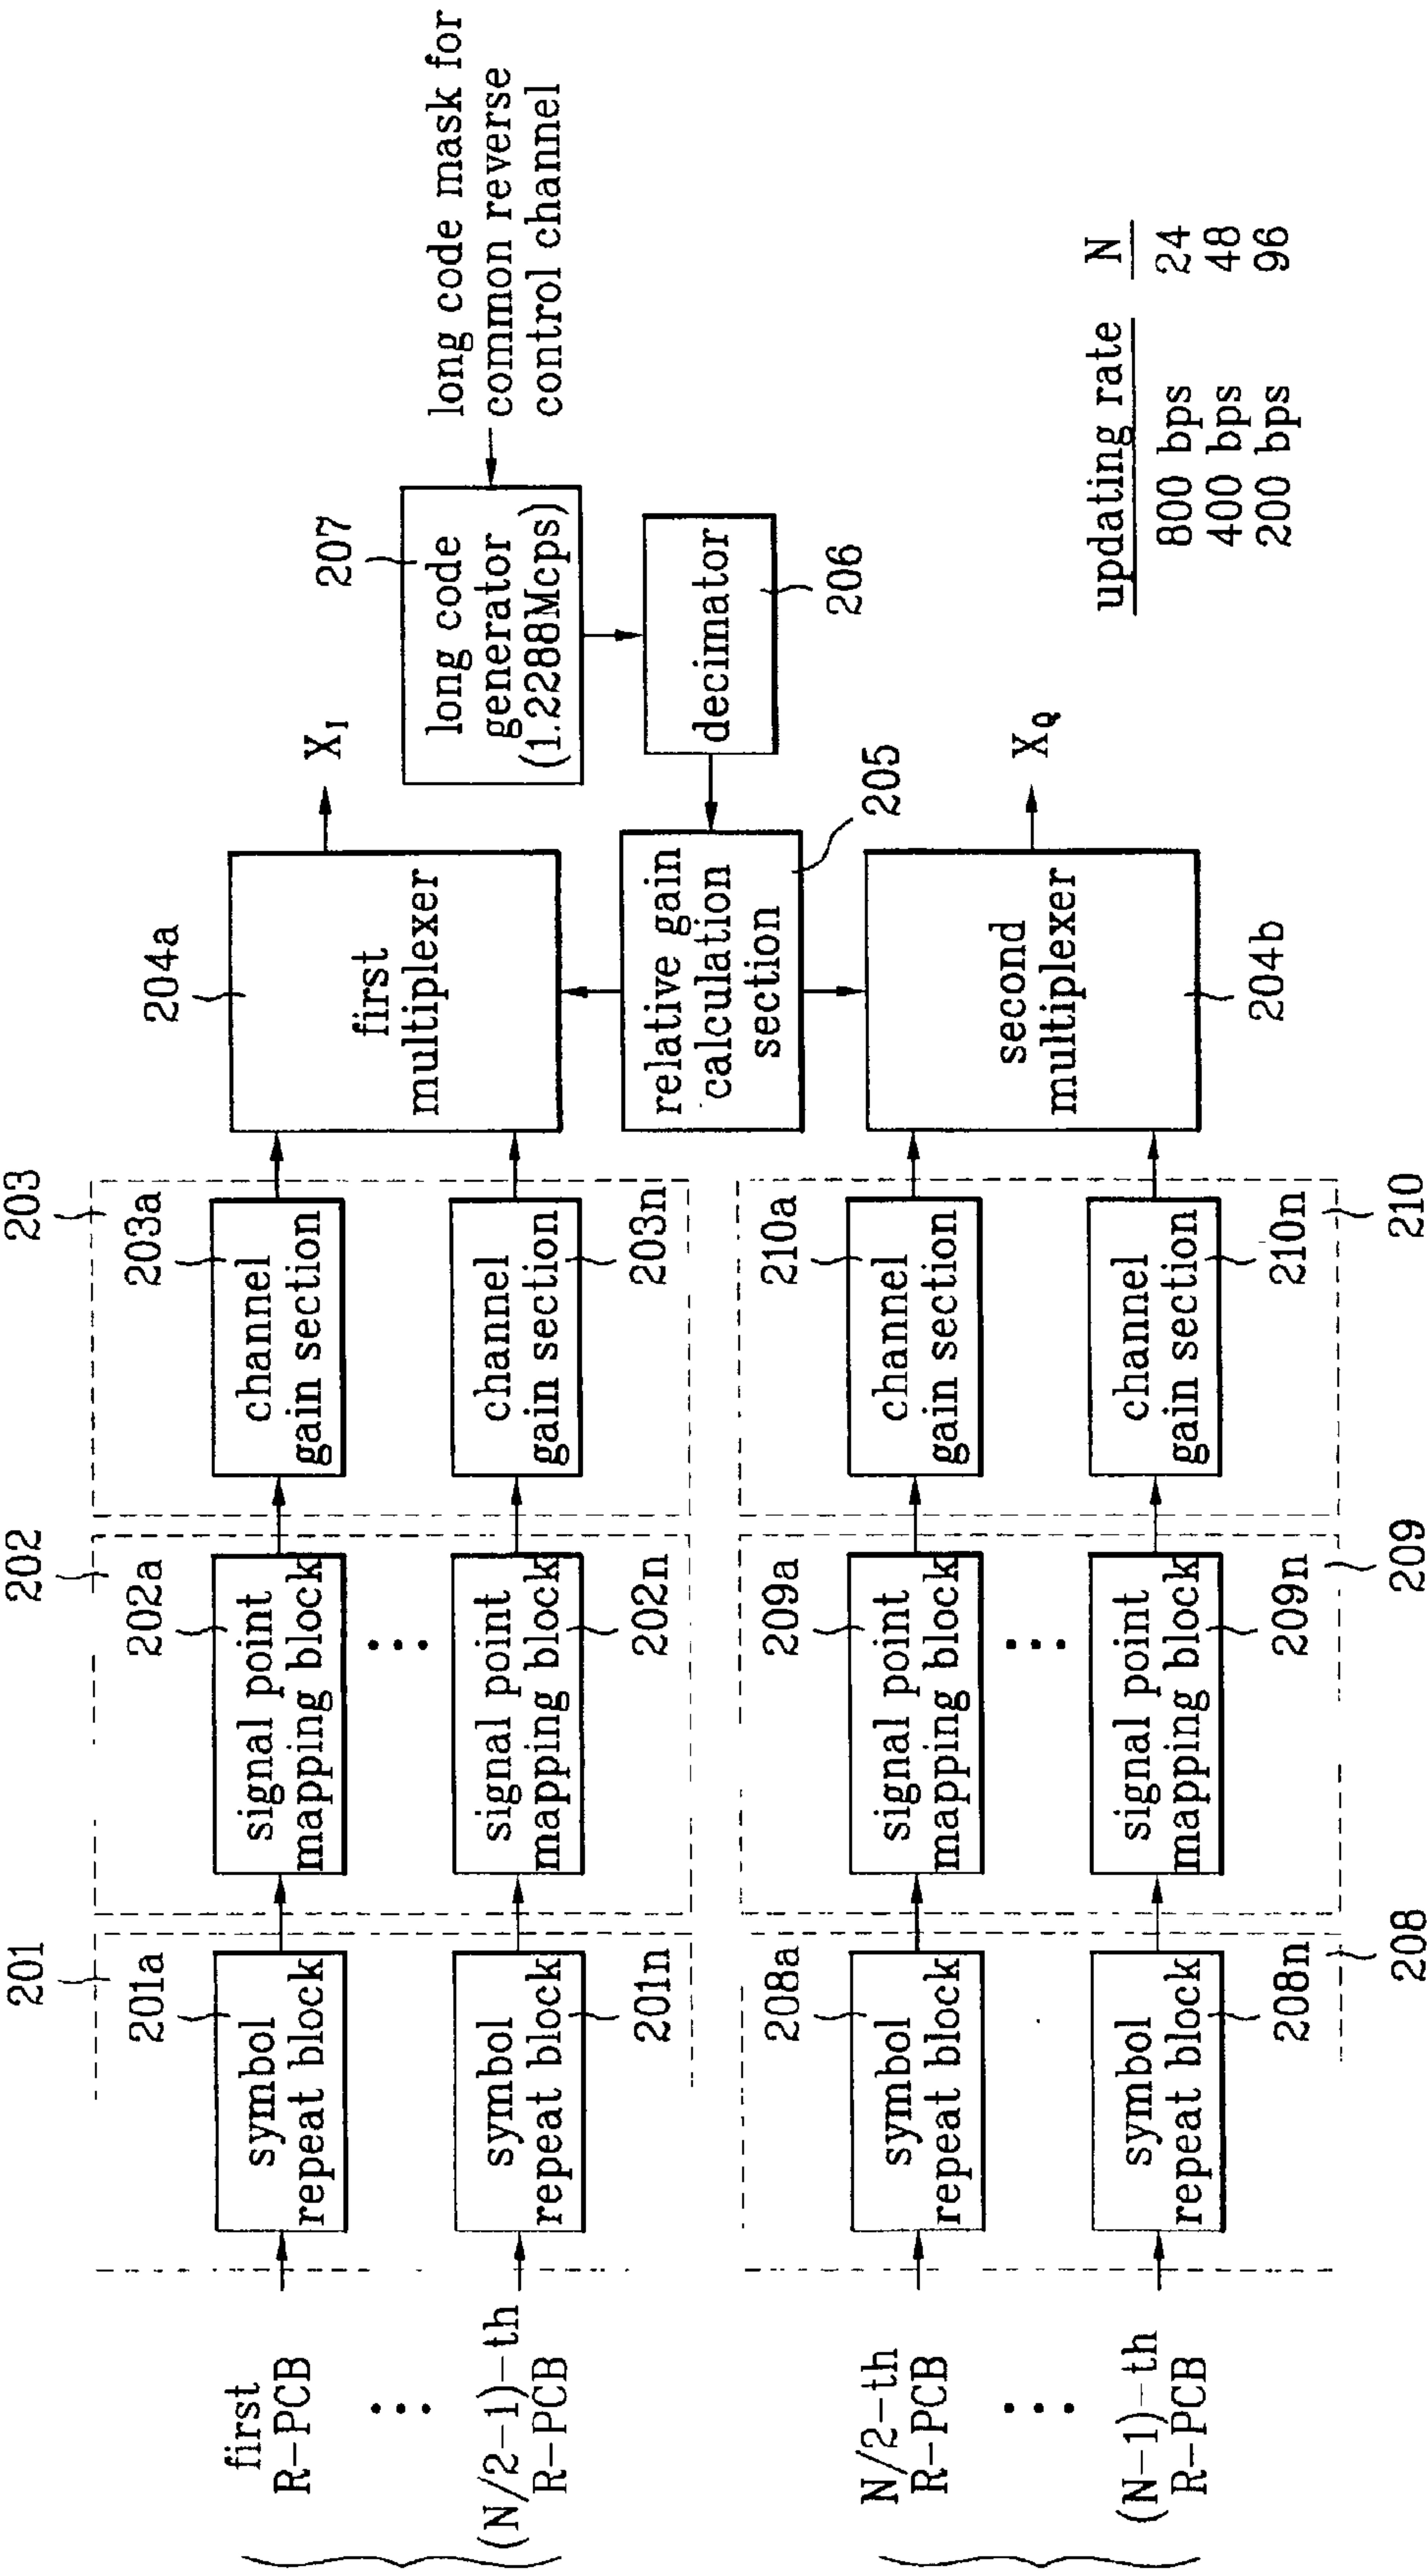 201
202
203
201a
202a
203a
204a
first
R-PCB
symbol
repeat block
signal point
mapping block
channel
gain section
first
multiplexer
X_I
207
long code
generator
(1.2288Mcps)
long code mask for
common reverse
control channel
(N/2-1)-th
R-PCB
symbol
repeat block
signal point
mapping block
channel
gain section
201n
202n
203n
relative gain
calculation
section
205
decimator
206
208a
209a
210a
N/2-th
R-PCB
symbol
repeat block
signal point
mapping block
channel
gain section
second
multiplexer
X_Q
204b
(N-1)-th
R-PCB
symbol
repeat block
signal point
mapping block
channel
gain section
208n
209n
210n
208
209
210
updating rate N
800 bps 24
400 bps 48
200 bps 96